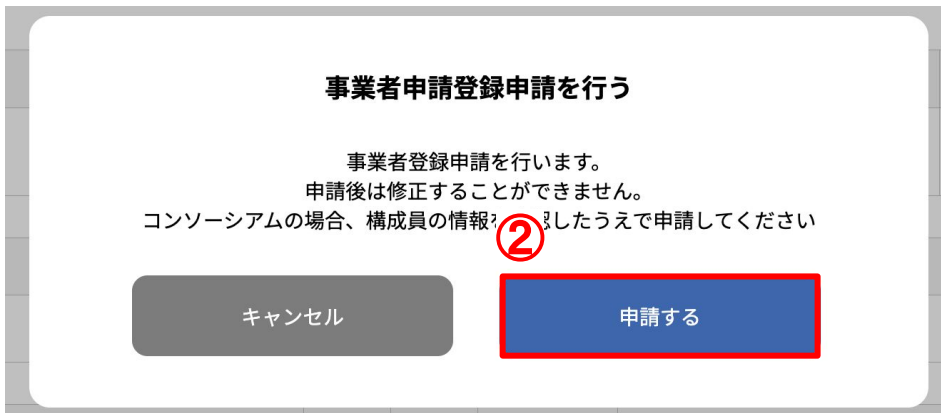 事業者申請登録申請を行う
事業者登録申請を行います。
申請後は修正することができません。
コンソーシアムの場合、構成員の情報 したうえで申請してください
②
キャンセル
申請する